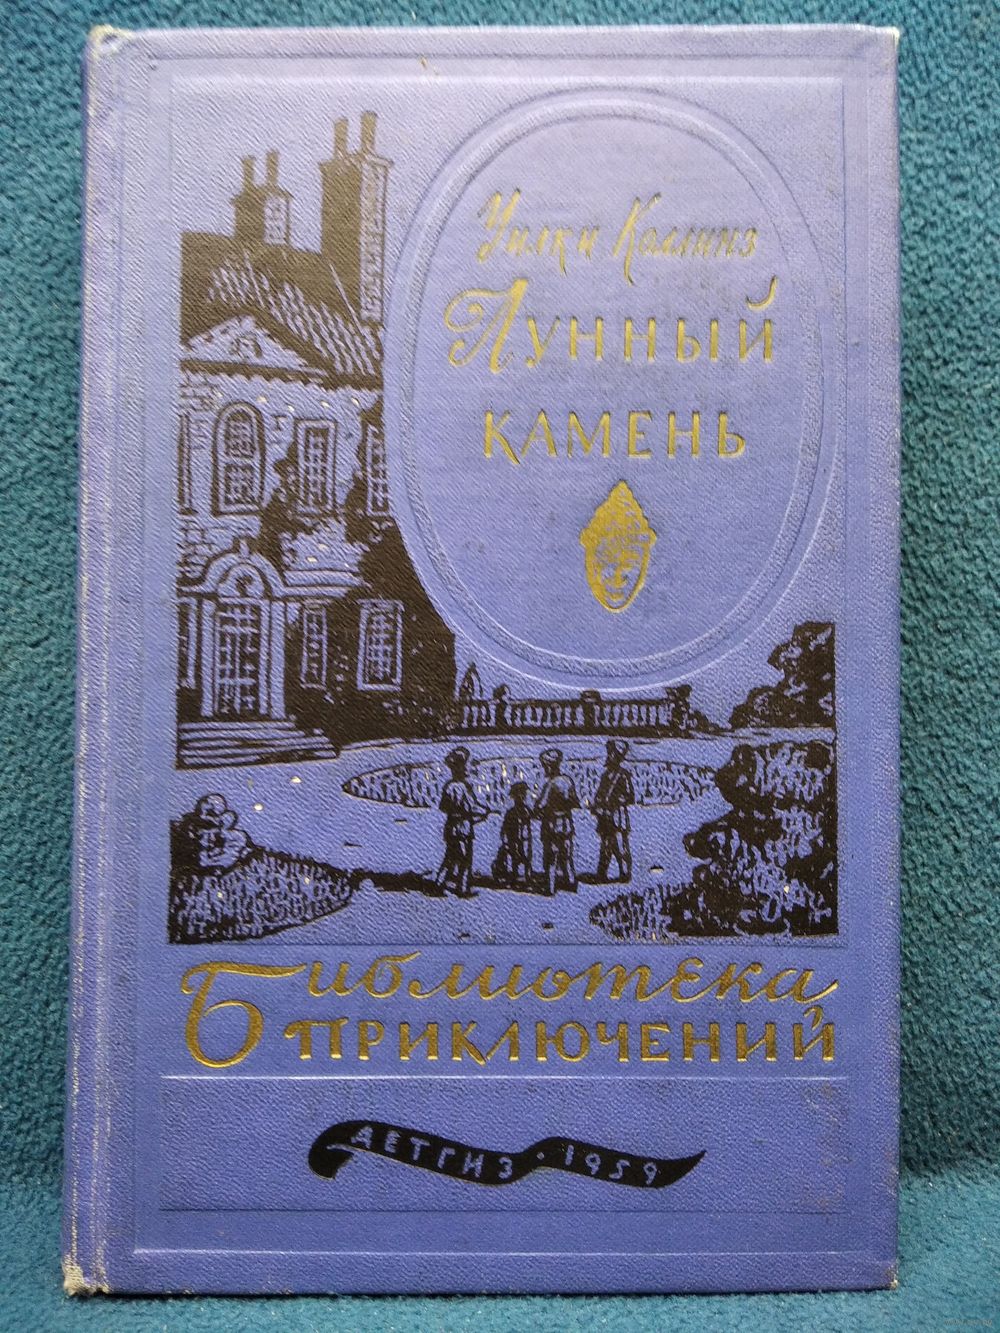 Уилки Коллинз
Лунный
камень
Библиотека
приключений
ДЕТГИЗ • 1959